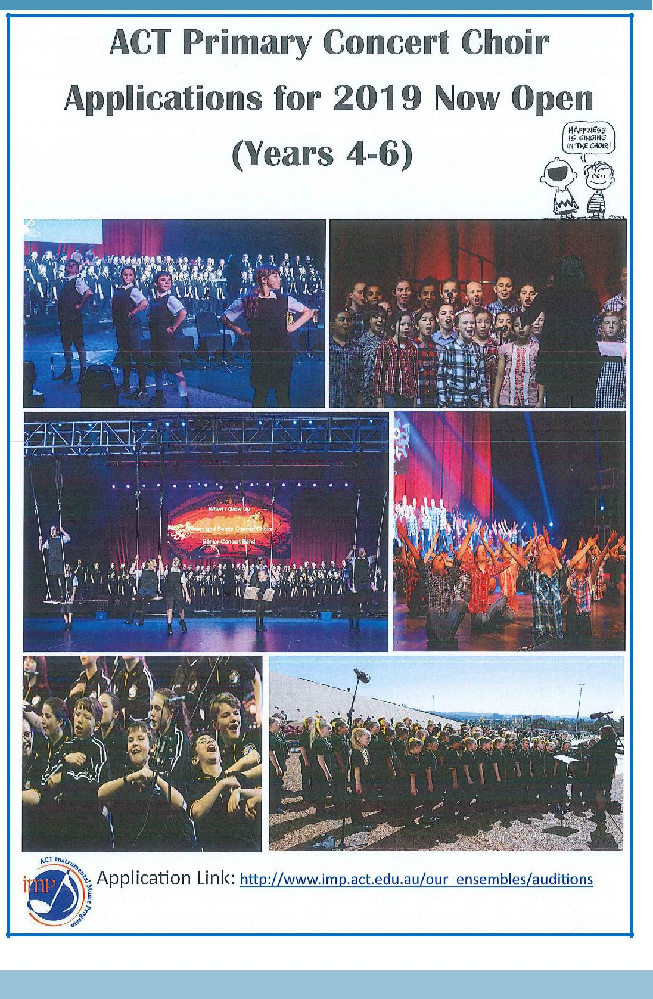 ACT Primary Concert Choir
Applications for 2019 Now Open
(Years 4-6)
HAPPINESS
IS SINGING
IN THE CHOIR!
When I Grow Up
Primary and Senior Concert Choirs
Senior Concert Band
ACT Instrumental Music Program
imp
Application Link: http://www.imp.act.edu.au/our_ensembles/auditions